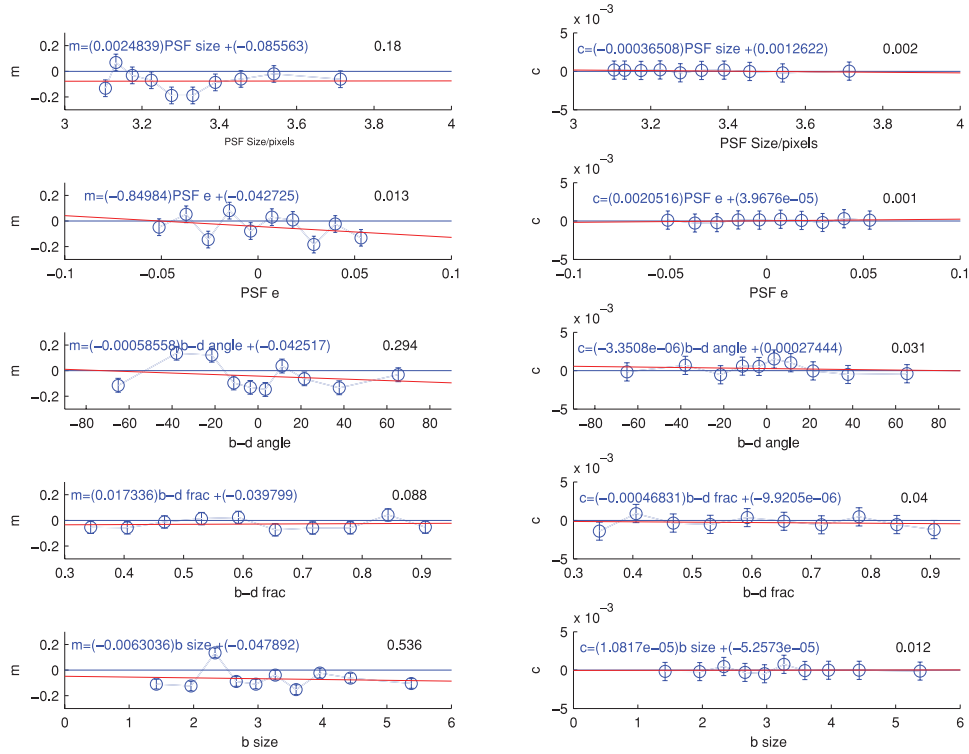 m=(0.0024839)PSF size +(−0.085563) 0.18
0.2
0
−0.2
m
3 3.2 3.4 3.6 3.8 4
PSF Size/pixels
x 10⁻³
c=(−0.00036508)PSF size +(0.0012622) 0.002
5
0
−5
c
3 3.2 3.4 3.6 3.8 4
PSF Size/pixels
m=(−0.84984)PSF e +(−0.042725) 0.013
0.2
0
−0.2
m
−0.1 −0.05 0 0.05 0.1
PSF e
x 10⁻³
c=(0.0020516)PSF e +(3.9676e−05) 0.001
5
0
−5
c
−0.1 −0.05 0 0.05 0.1
PSF e
m=(−0.00058558)b−d angle +(−0.042517) 0.294
0.2
0
−0.2
m
−80 −60 −40 −20 0 20 40 60 80
b−d angle
x 10⁻³
c=(−3.3508e−06)b−d angle +(0.00027444) 0.031
5
0
−5
c
−80 −60 −40 −20 0 20 40 60 80
b−d angle
m=(0.017336)b−d frac +(−0.039799) 0.088
0.2
0
−0.2
m
0.3 0.4 0.5 0.6 0.7 0.8 0.9
b−d frac
x 10⁻³
c=(−0.00046831)b−d frac +(−9.9205e−06) 0.04
5
0
−5
c
0.3 0.4 0.5 0.6 0.7 0.8 0.9
b−d frac
m=(−0.0063036)b size +(−0.047892) 0.536
0.2
0
−0.2
m
0 1 2 3 4 5 6
b size
x 10⁻³
c=(1.0817e−05)b size +(−5.2573e−05) 0.012
5
0
−5
c
0 1 2 3 4 5 6
b size